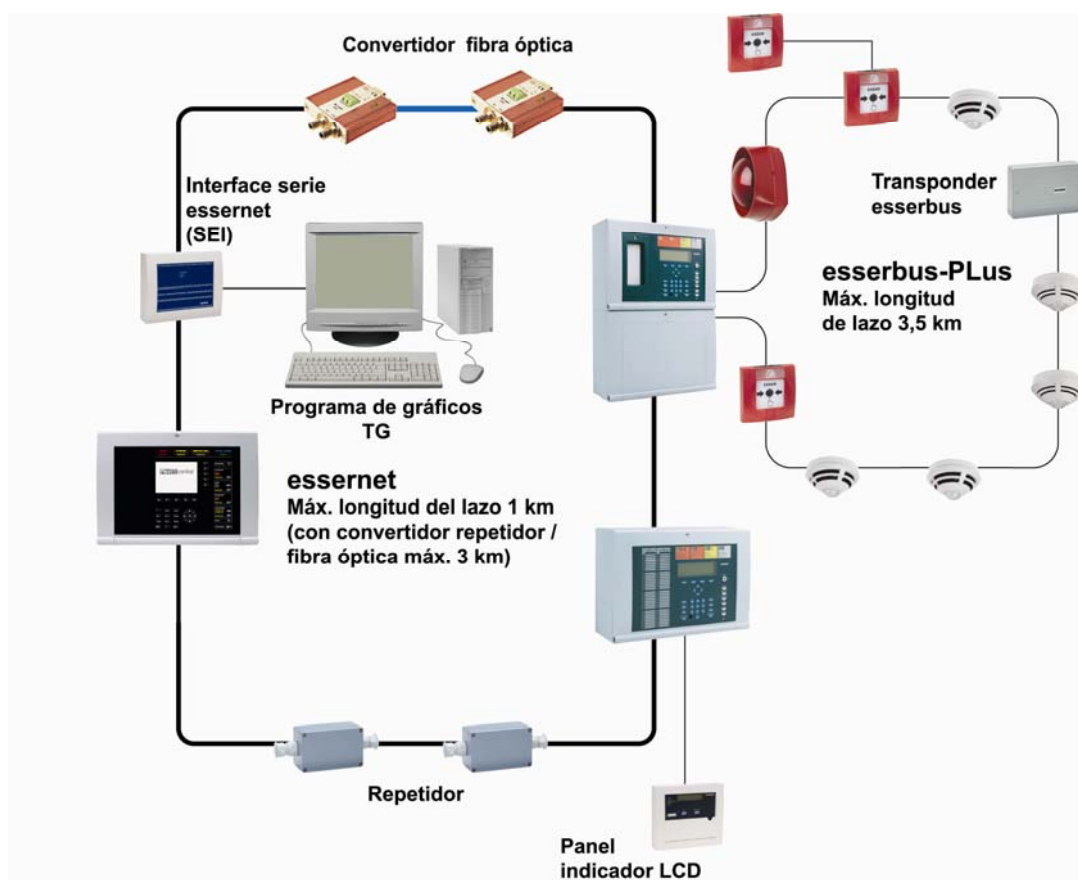 Convertidor fibra óptica
Interface serie
essernet
(SEI)
Transponder
esserbus
esserbus-PLus
Máx. longitud
de lazo 3,5 km
Programa de gráficos
TG
essernet
Máx. longitud del lazo 1 km
(con convertidor repetidor /
fibra óptica máx. 3 km)
Repetidor
Panel
indicador LCD